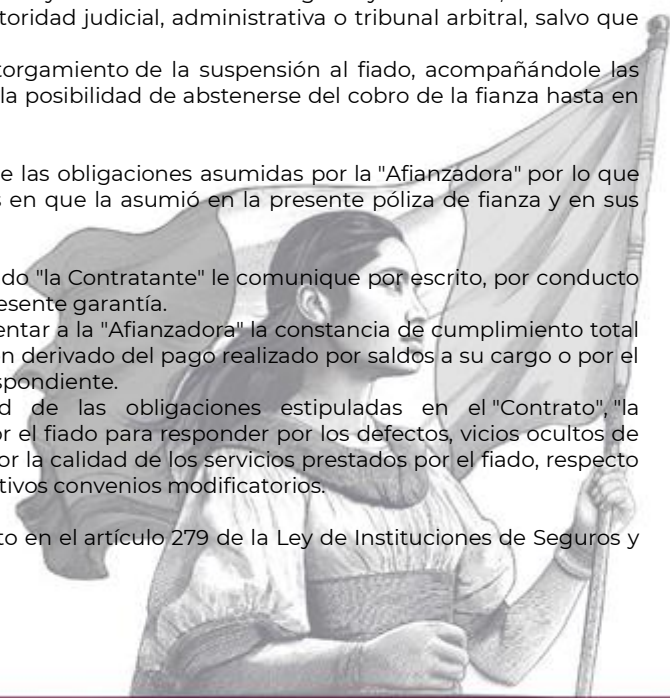 toridad judicial, administrativa o tribunal arbitral, salvo que
torgamiento de la suspensión al fiado, acompañándole las
la posibilidad de abstenerse del cobro de la fianza hasta en
e las obligaciones asumidas por la "Afianzadora" por lo que
s en que la asumió en la presente póliza de fianza y en sus
do "la Contratante" le comunique por escrito, por conducto
esente garantía.
entar a la "Afianzadora" la constancia de cumplimiento total
n derivado del pago realizado por saldos a su cargo o por el
spondiente.
d de las obligaciones estipuladas en el "Contrato", "la
or el fiado para responder por los defectos, vicios ocultos de
or la calidad de los servicios prestados por el fiado, respecto
tivos convenios modificatorios.
to en el artículo 279 de la Ley de Instituciones de Seguros y